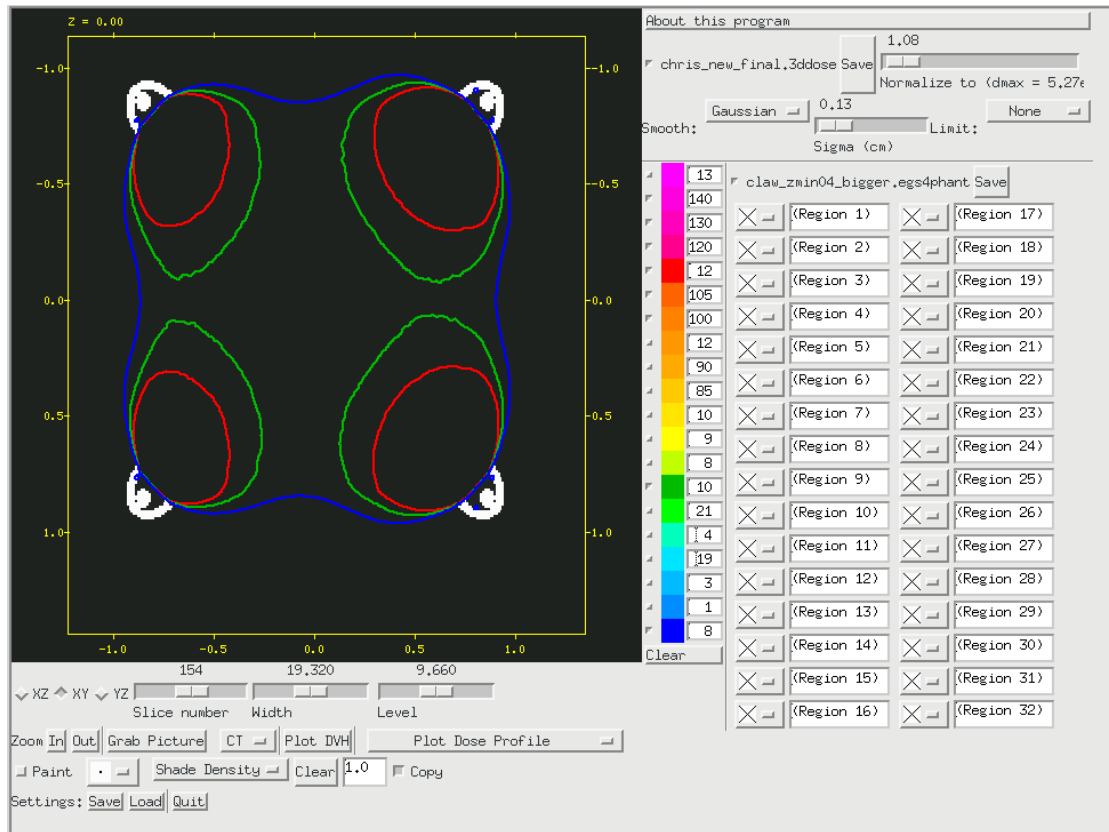 Z = 0.00
-1.0 -1.0
-0.5 -0.5
0.0 0.0
0.5 0.5
1.0 1.0
-1.0 -0.5 0.0 0.5 1.0
About this program
chris_new_final.3ddose Save 1.08
Normalize to (dmax = 5.27e
Smooth: Gaussian 0.13 Limit: None
Sigma (cm)
13
140
130
120
12
105
100
12
90
85
10
9
8
10
21
4
19
3
1
8
Clear
claw_zmin04_bigger.egs4phant Save
(Region 1) (Region 17)
(Region 2) (Region 18)
(Region 3) (Region 19)
(Region 4) (Region 20)
(Region 5) (Region 21)
(Region 6) (Region 22)
(Region 7) (Region 23)
(Region 8) (Region 24)
(Region 9) (Region 25)
(Region 10) (Region 26)
(Region 11) (Region 27)
(Region 12) (Region 28)
(Region 13) (Region 29)
(Region 14) (Region 30)
(Region 15) (Region 31)
(Region 16) (Region 32)
154 19.320 9.660
XZ XY YZ
Slice number Width Level
Zoom In Out Grab Picture CT Plot DVH Plot Dose Profile
Paint Shade Density Clear 1.0 Copy
Settings: Save Load Quit